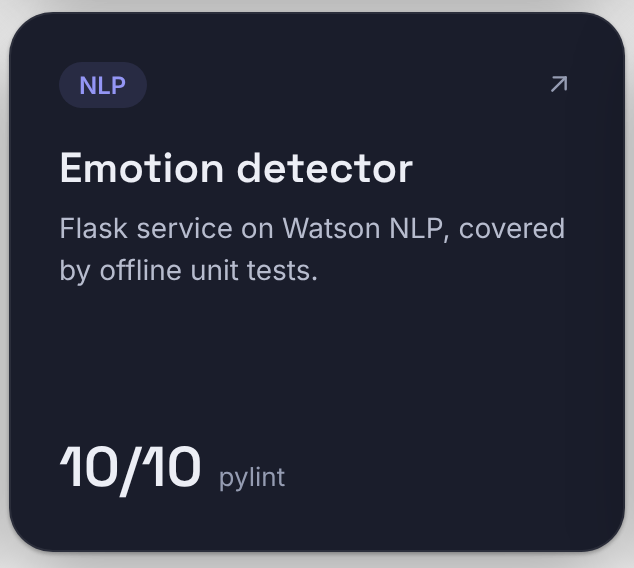 NLP
Emotion detector
Flask service on Watson NLP, covered
by offline unit tests.
10/10 pylint